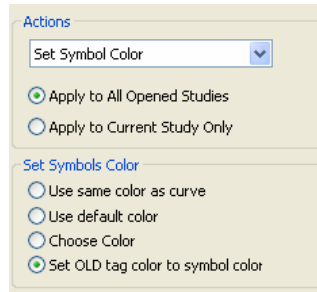 Actions
Set Symbol Color
Apply to All Opened Studies
Apply to Current Study Only
Set Symbols Color
Use same color as curve
Use default color
Choose Color
Set OLD tag color to symbol color